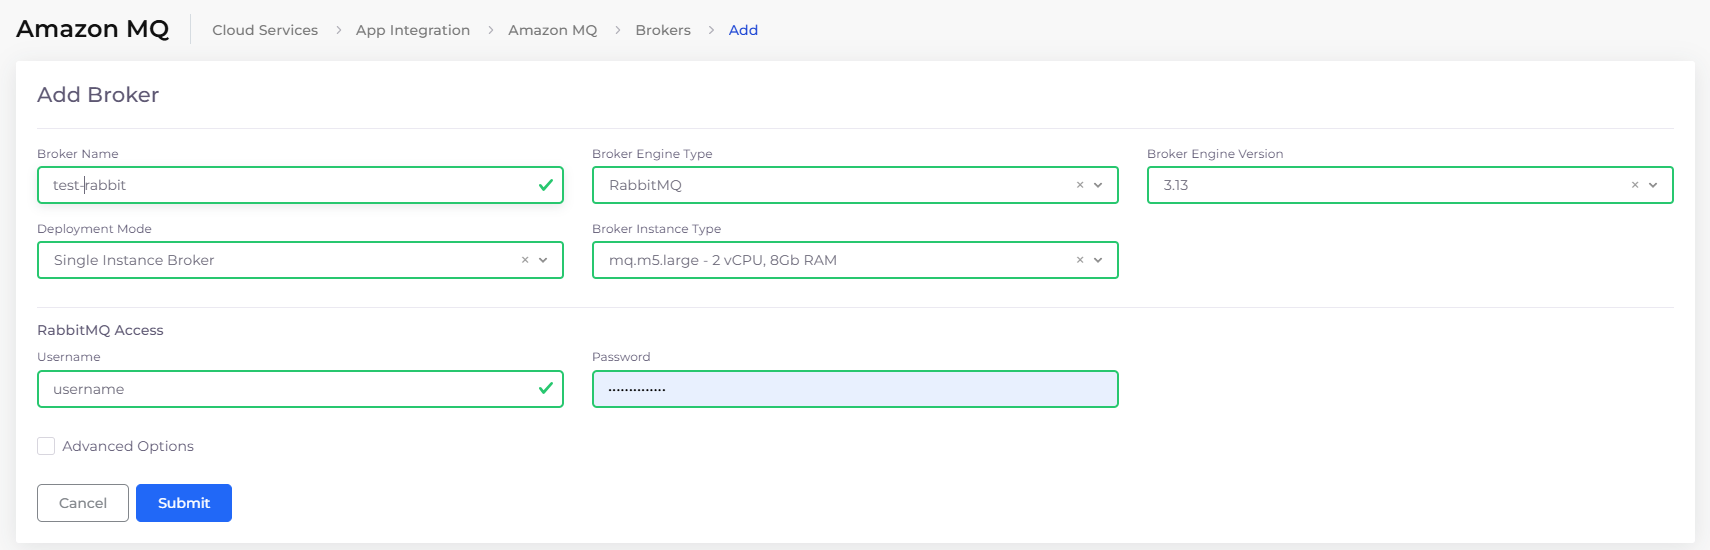 Amazon MQ
Cloud Services > App Integration > Amazon MQ > Brokers > Add
Add Broker
Broker Name
Broker Engine Type
Broker Engine Version
test-rabbit
RabbitMQ
3.13
Deployment Mode
Broker Instance Type
Single Instance Broker
mq.m5.large - 2 vCPU, 8Gb RAM
RabbitMQ Access
Username
Password
username
••••••••••••••
Advanced Options
Cancel
Submit